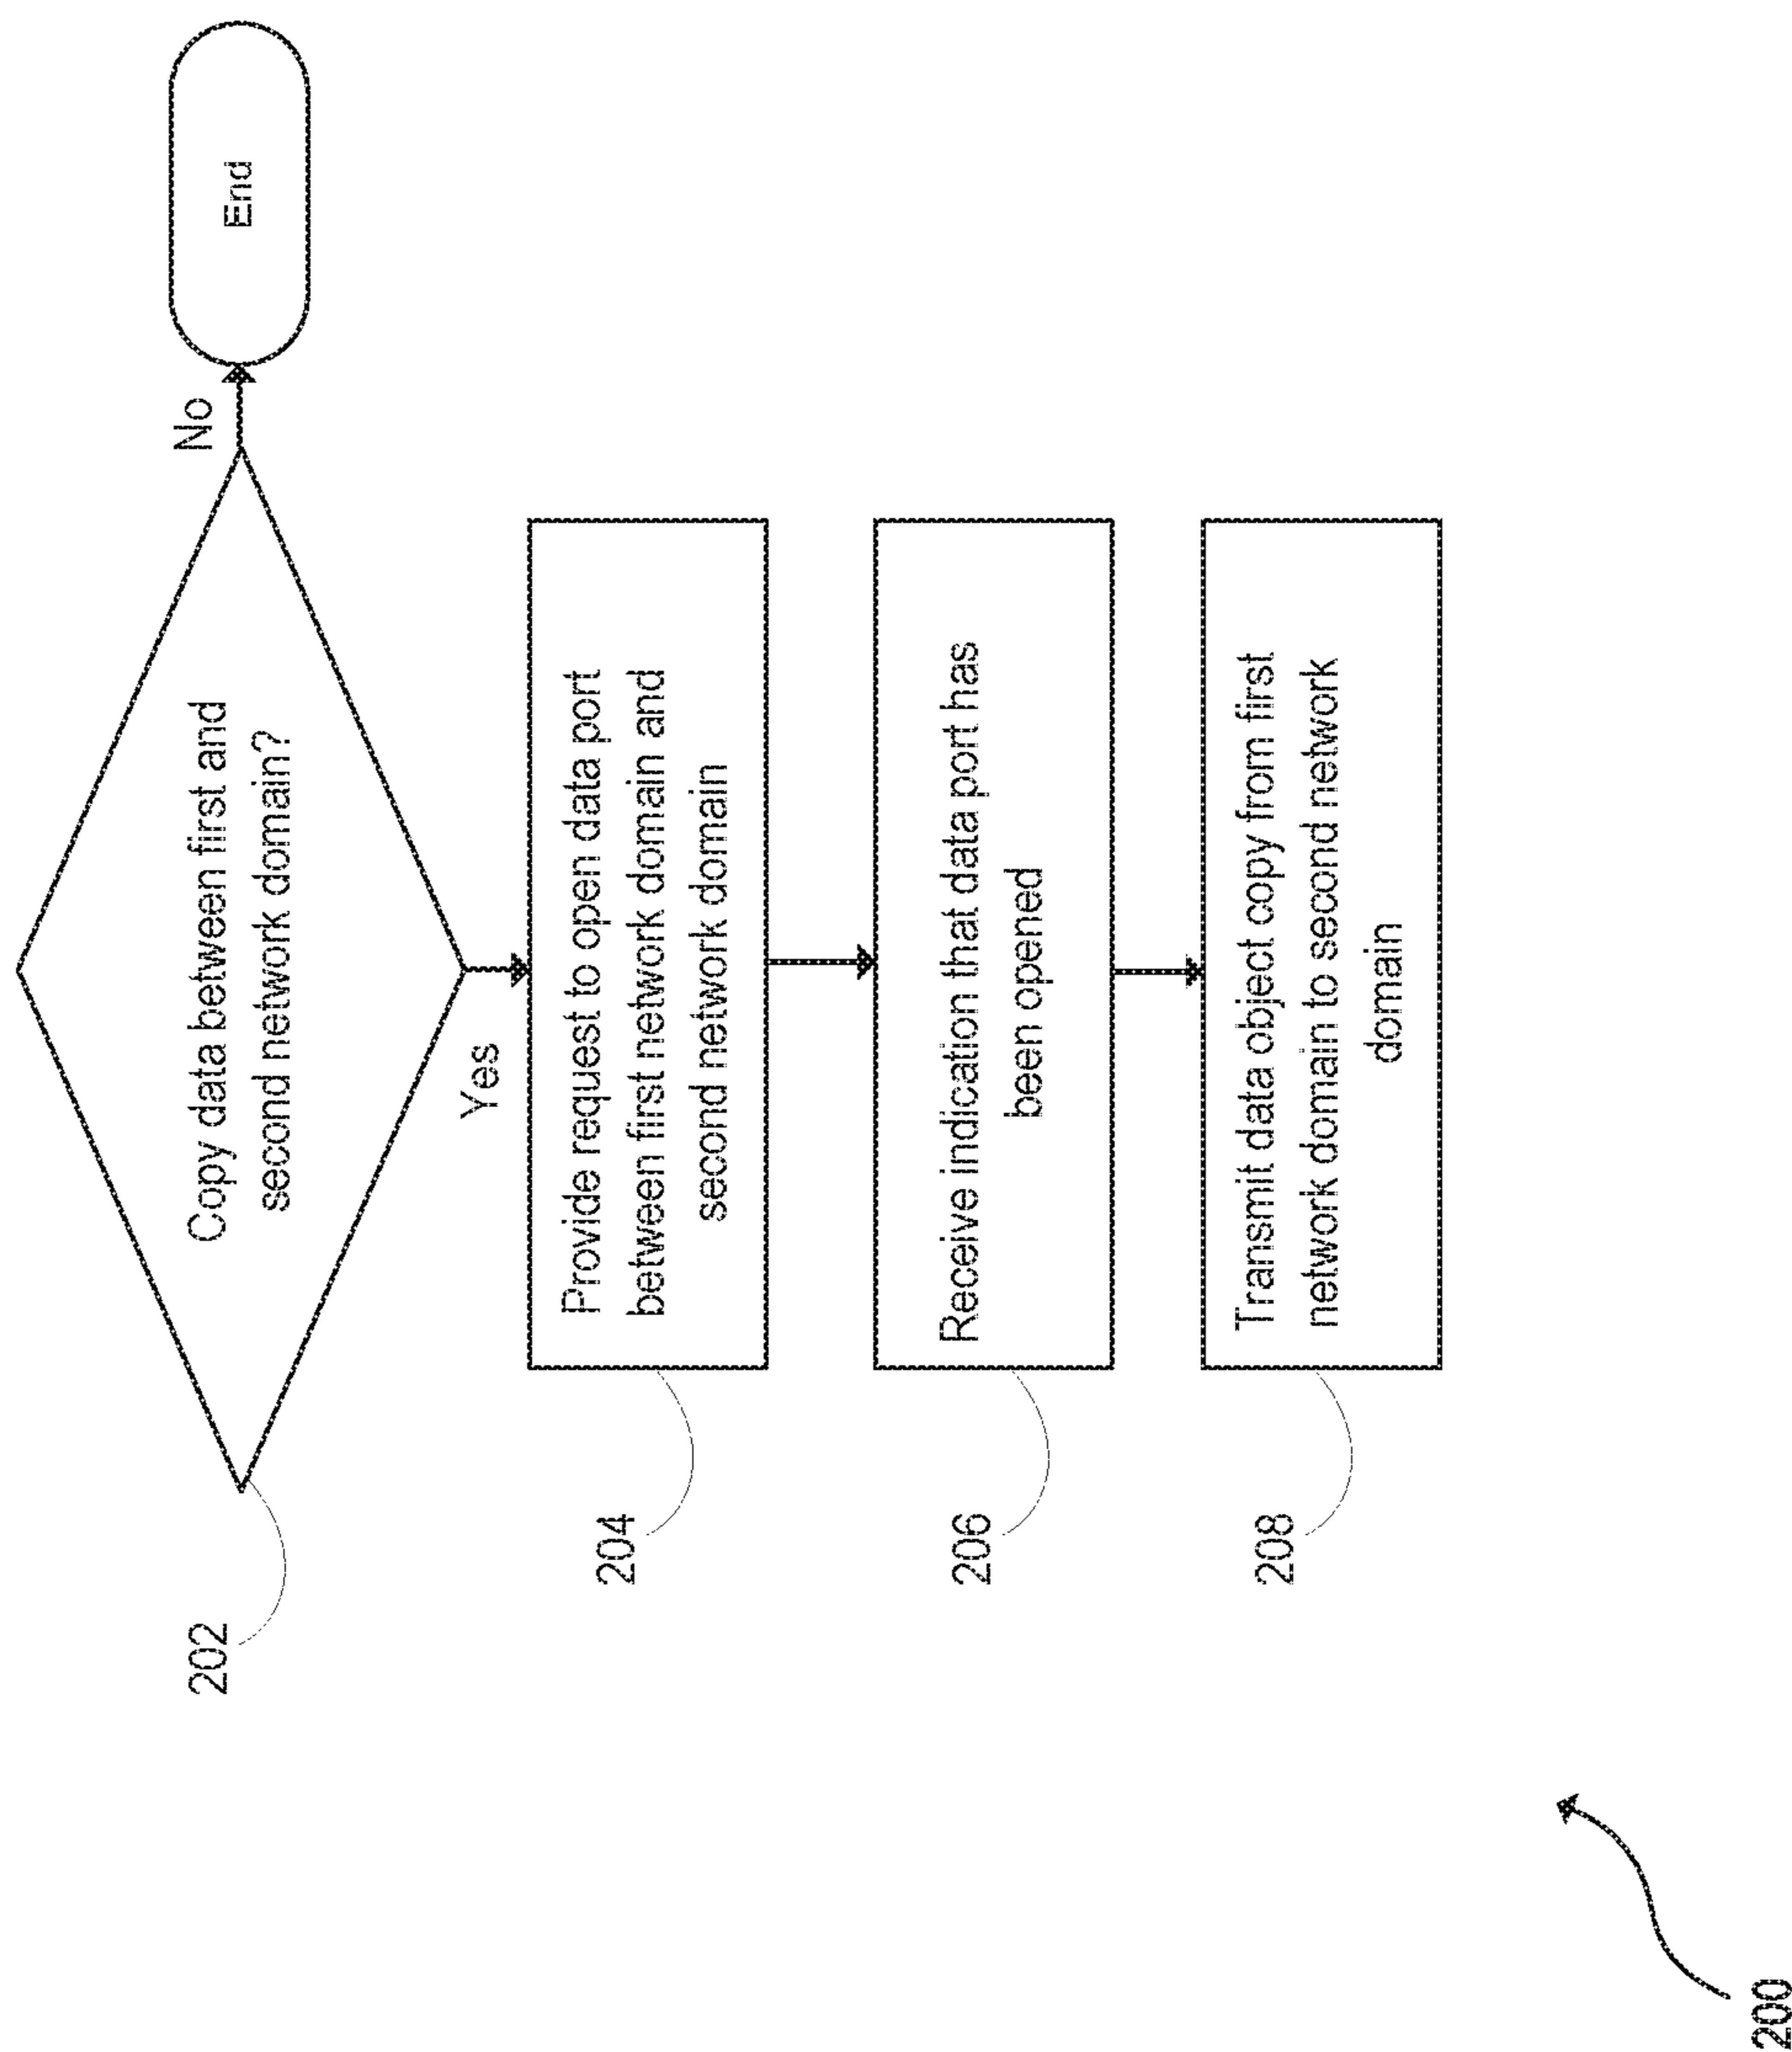 202
Copy data between first and
second network domain?
No
End
Yes
204
Provide request to open data port
between first network domain and
second network domain
206
Receive indication that data port has
been opened
208
Transmit data object copy from first
network domain to second network
domain
200